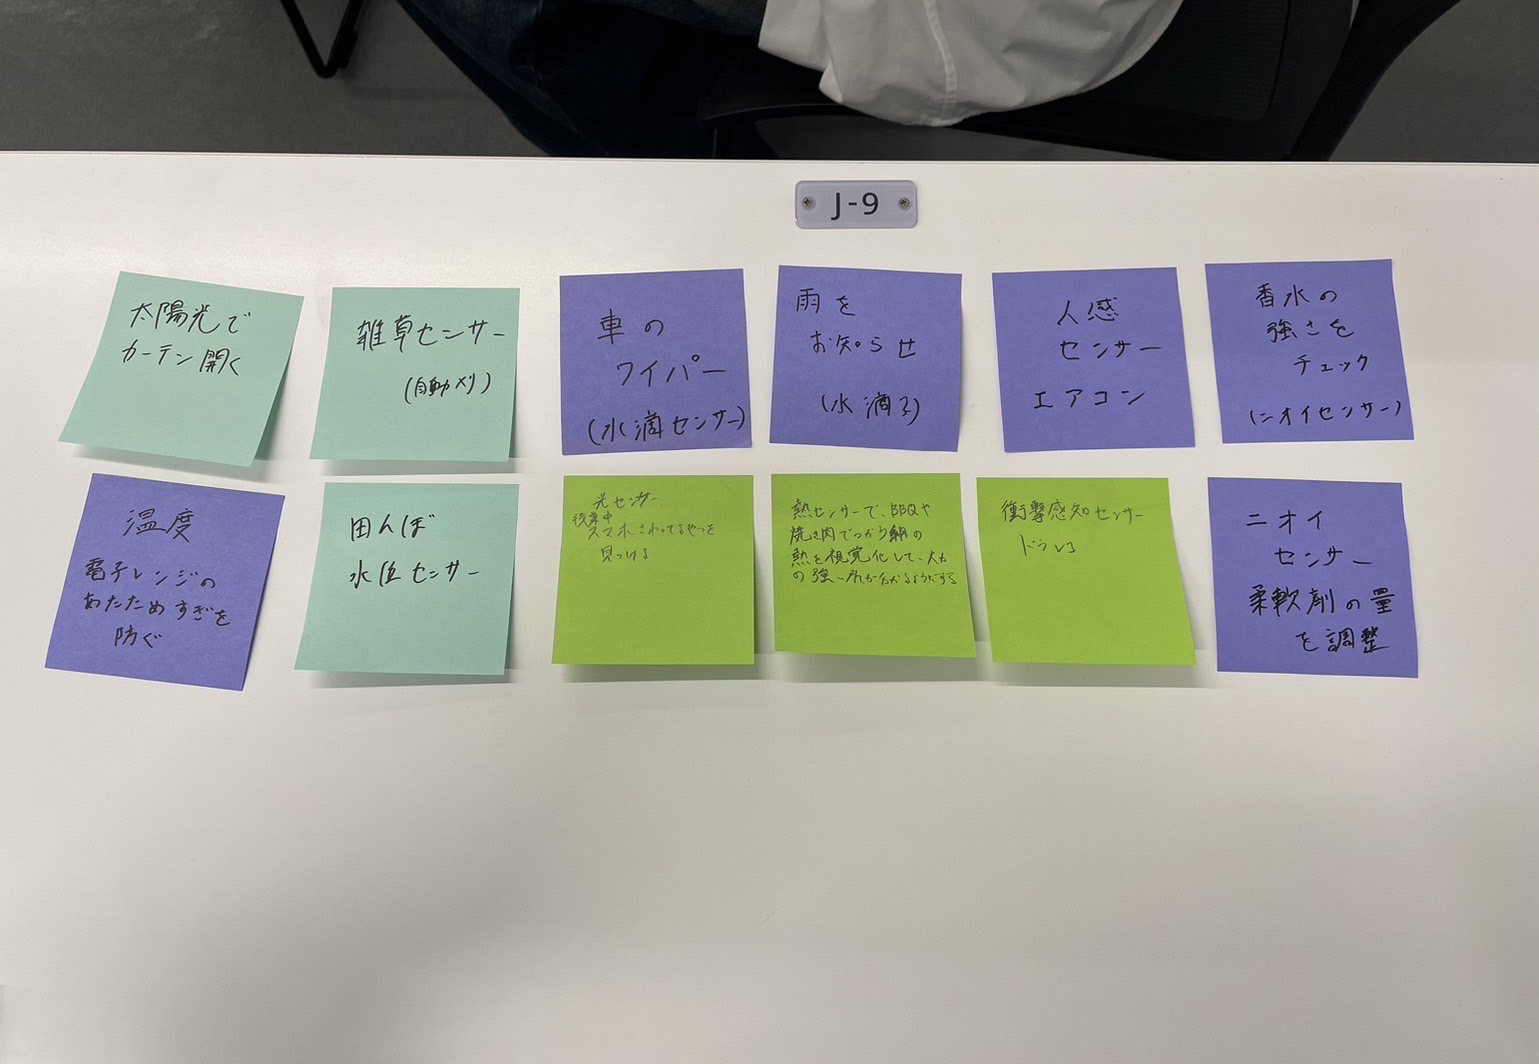 J-9
太陽光で
カーテン開く
雑草センサー
(自動メリ)
車の
ワイパー
(水滴センサー)
雨を
お知らせ
(水滴〃)
人感
センサー
エアコン
香水の
強さを
チェック
(ニオイセンサー)
温度
電子レンジの
あたためすぎを
防ぐ
田んぼ
水位センサー
光センサー
授業中
スマホさわってるやつを
見つける
熱センサーで、BBQや
焼き肉でつかう網の
熱を視覚化して、火力
の強い所が分かるようにする
衝撃感知センサー
ドラレコ
ニオイ
センサー
柔軟剤の量
を調整